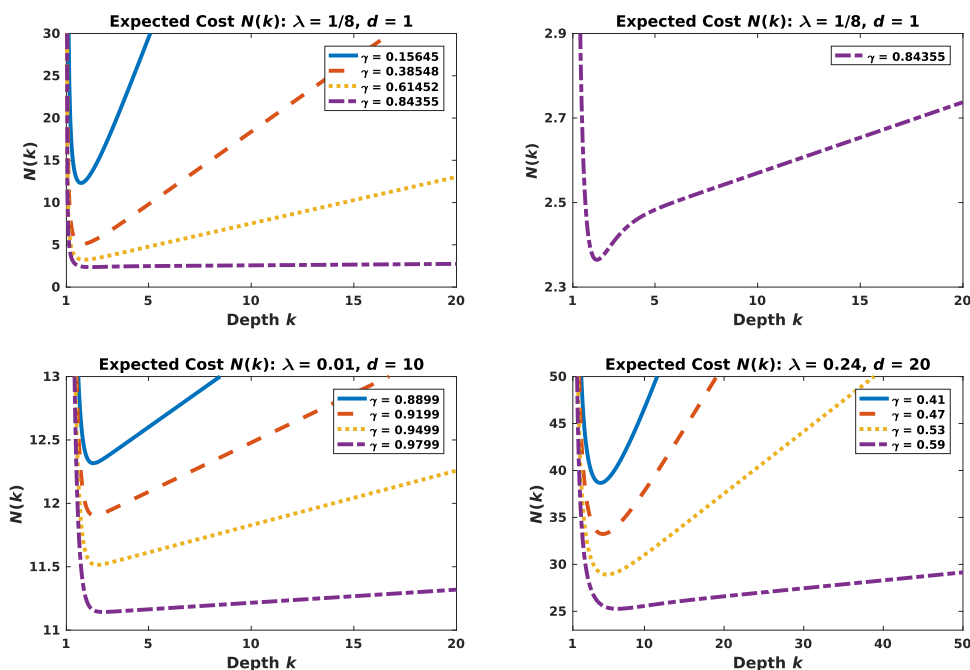 Expected Cost N(k): λ = 1/8, d = 1
N(k)
30
25
20
15
10
5
0
γ = 0.15645
γ = 0.38548
γ = 0.61452
γ = 0.84355
1 5 10 15 20
Depth k
Expected Cost N(k): λ = 1/8, d = 1
N(k)
2.9
2.7
2.5
2.3
γ = 0.84355
1 5 10 15 20
Depth k
Expected Cost N(k): λ = 0.01, d = 10
N(k)
13
12.5
12
11.5
11
γ = 0.8899
γ = 0.9199
γ = 0.9499
γ = 0.9799
1 5 10 15 20
Depth k
Expected Cost N(k): λ = 0.24, d = 20
N(k)
50
45
40
35
30
25
γ = 0.41
γ = 0.47
γ = 0.53
γ = 0.59
1 10 20 30 40 50
Depth k